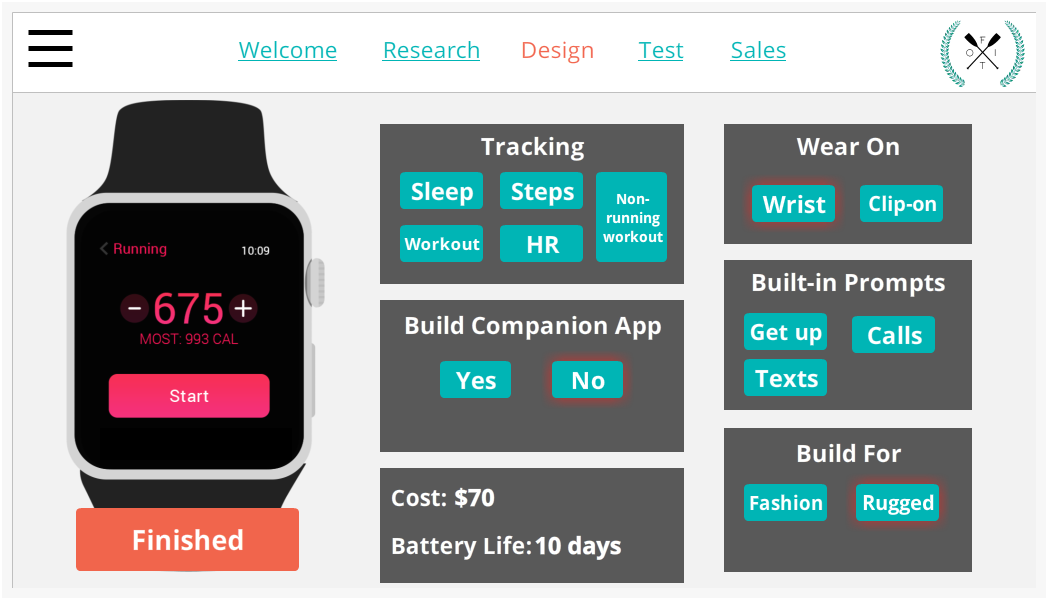 Welcome
Research
Design
Test
Sales
F
O I
T
Running
10:09
675
MOST: 993 CAL
Start
Finished
Tracking
Sleep
Steps
Non-
running
workout
Workout
HR
Build Companion App
Yes
No
Cost: $70
Battery Life: 10 days
Wear On
Wrist
Clip-on
Built-in Prompts
Get up
Calls
Texts
Build For
Fashion
Rugged